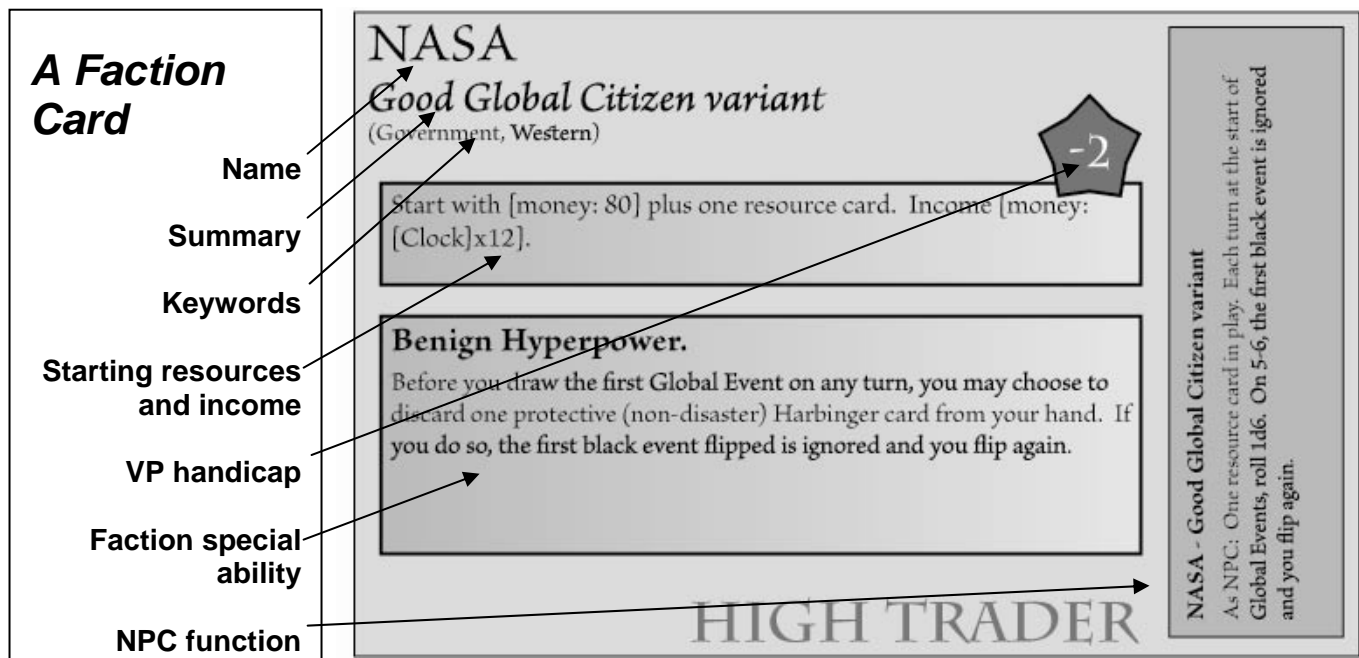 A Faction
Card
Name
Summary
Keywords
Starting resources
and income
VP handicap
Faction special
ability
NPC function
NASA
Good Global Citizen variant
(Government, Western)
-2
Start with [money: 80] plus one resource card. Income [money:
[Clock]x12].
Benign Hyperpower.
Before you draw the first Global Event on any turn, you may choose to
discard one protective (non-disaster) Harbinger card from your hand. If
you do so, the first black event flipped is ignored and you flip again.
HIGH TRADER
NASA - Good Global Citizen variant
As NPC: One resource card in play. Each turn at the start of
Global Events, roll 1d6. On 5-6, the first black event is ignored
and you flip again.